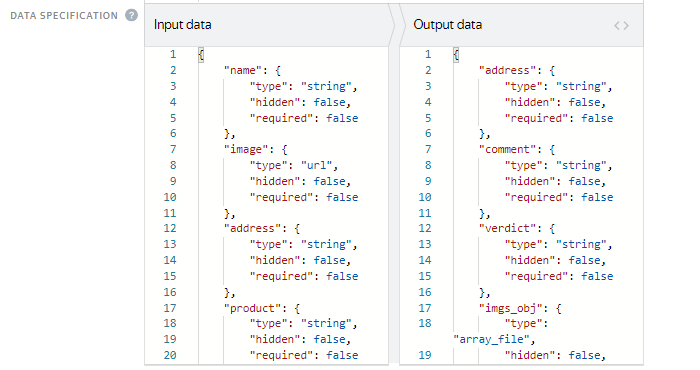 DATA SPECIFICATION ?
Input data
1 {
2 "name": {
3 "type": "string",
4 "hidden": false,
5 "required": false
6 },
7 "image": {
8 "type": "url",
9 "hidden": false,
10 "required": false
11 },
12 "address": {
13 "type": "string",
14 "hidden": false,
15 "required": false
16 },
17 "product": {
18 "type": "string",
19 "hidden": false,
20 "required": false
Output data < >
1 {
2 "address": {
3 "type": "string",
4 "hidden": false,
5 "required": false
6 },
7 "comment": {
8 "type": "string",
9 "hidden": false,
10 "required": false
11 },
12 "verdict": {
13 "type": "string",
14 "hidden": false,
15 "required": false
16 },
17 "imgs_obj": {
18 "type":
"array_file",
19 "hidden": false,